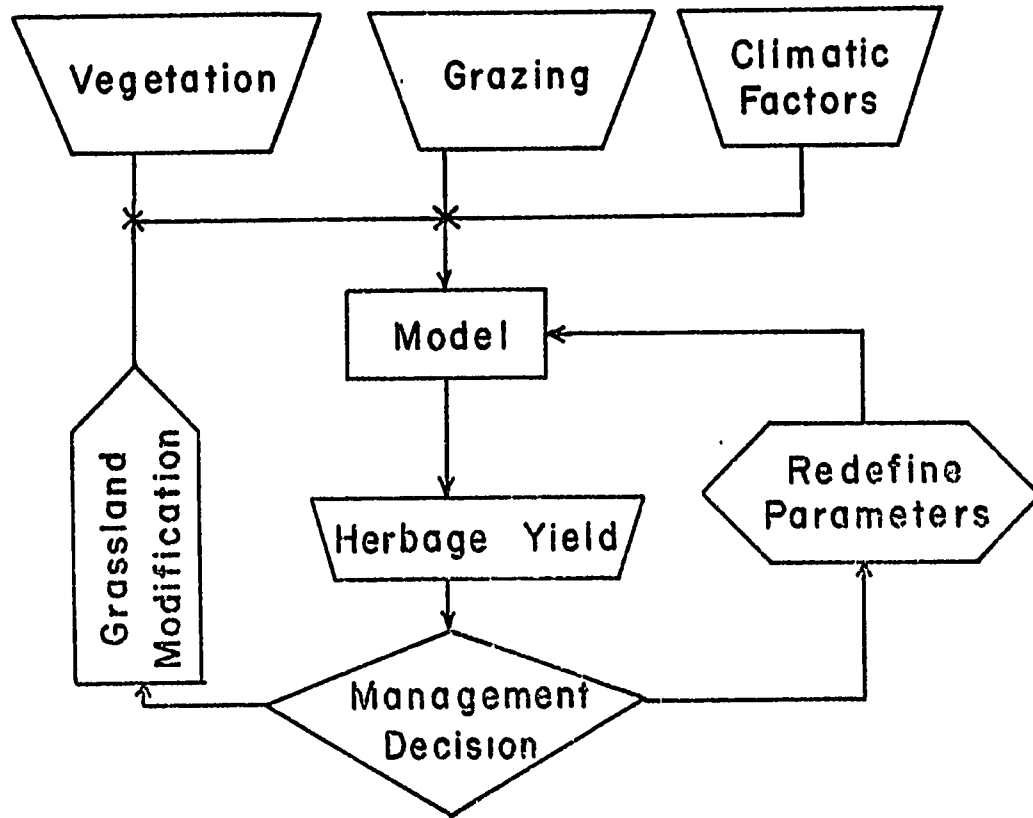 Vegetation
Grazing
Climatic
Factors
Model
Grassland
Modification
Redefine
Parameters
Herbage Yield
Management
Decision